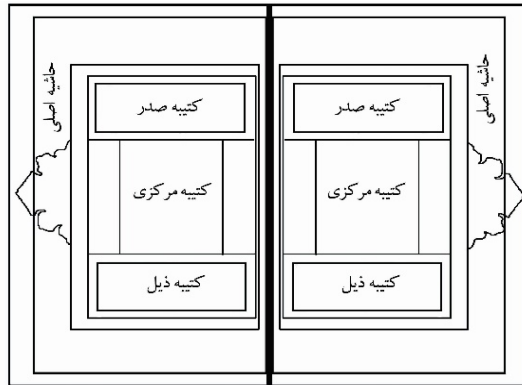 حاشیه اصلی
کتیبه صدر
کتیبه مرکزی
کتیبه ذیل
کتیبه صدر
کتیبه مرکزی
کتیبه ذیل
حاشیه اصلی